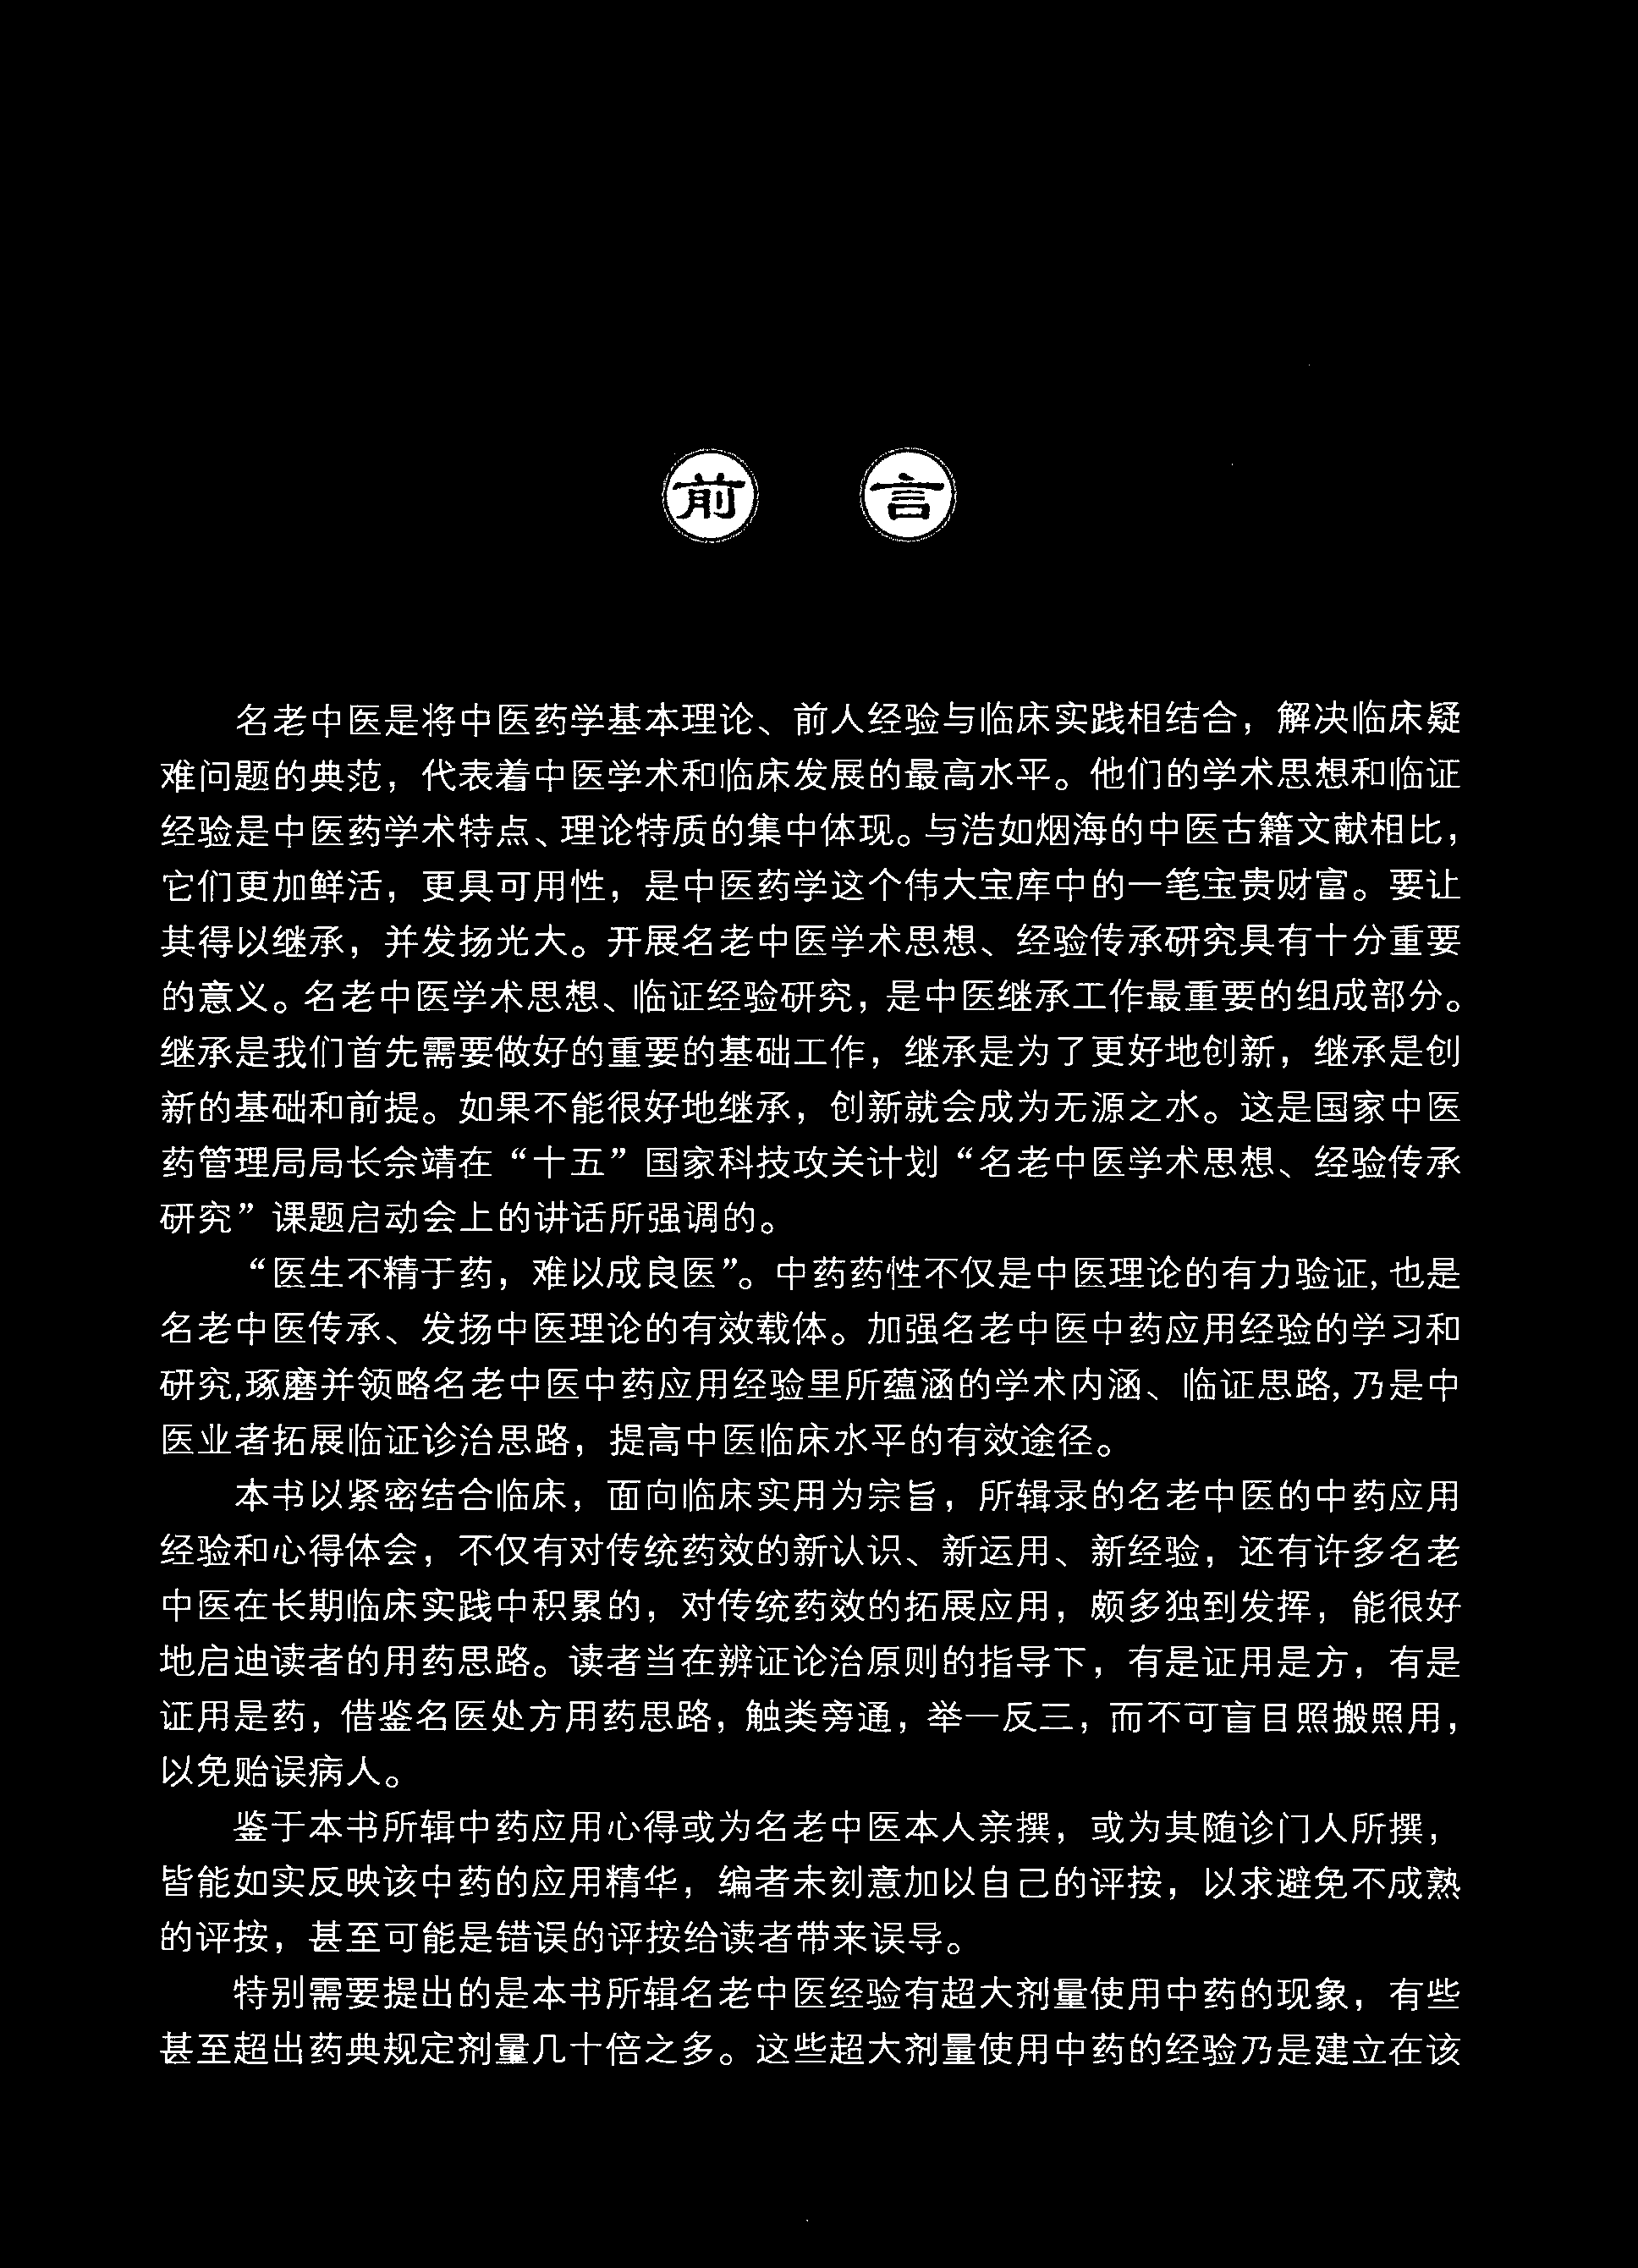 前 言
名老中医是将中医药学基本理论、前人经验与临床实践相结合，解决临床疑
难问题的典范，代表着中医学术和临床发展的最高水平。他们的学术思想和临证
经验是中医药学术特点、理论特质的集中体现。与浩如烟海的中医古籍文献相比，
它们更加鲜活，更具可用性，是中医药学这个伟大宝库中的一笔宝贵财富。要让
其得以继承，并发扬光大。开展名老中医学术思想、经验传承研究具有十分重要
的意义。名老中医学术思想、临证经验研究，是中医继承工作最重要的组成部分。
继承是我们首先需要做好的重要的基础工作，继承是为了更好地创新，继承是创
新的基础和前提。如果不能很好地继承，创新就会成为无源之水。这是国家中医
药管理局局长佘靖在“十五”国家科技攻关计划“名老中医学术思想、经验传承
研究”课题启动会上的讲话所强调的。
“医生不精于药，难以成良医”。中药药性不仅是中医理论的有力验证，也是
名老中医传承、发扬中医理论的有效载体。加强名老中医中药应用经验的学习和
研究，琢磨并领略名老中医中药应用经验里所蕴涵的学术内涵、临证思路，乃是中
医业者拓展临证诊治思路，提高中医临床水平的有效途径。
本书以紧密结合临床，面向临床实用为宗旨，所辑录的名老中医的中药应用
经验和心得体会，不仅有对传统药效的新认识、新运用、新经验，还有许多名老
中医在长期临床实践中积累的，对传统药效的拓展应用，颇多独到发挥，能很好
地启迪读者的用药思路。读者当在辨证论治原则的指导下，有是证用是方，有是
证用是药，借鉴名医处方用药思路，触类旁通，举一反三，而不可盲目照搬照用，
以免贻误病人。
鉴于本书所辑中药应用心得或为名老中医本人亲撰，或为其随诊门人所撰，
皆能如实反映该中药的应用精华，编者未刻意加以自己的评按，以求避免不成熟
的评按，甚至可能是错误的评按给读者带来误导。
特别需要提出的是本书所辑名老中医经验有超大剂量使用中药的现象，有些
甚至超出药典规定剂量几十倍之多。这些超大剂量使用中药的经验乃是建立在该